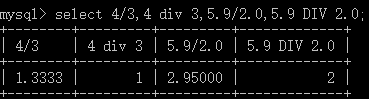 mysql> select 4/3,4 div 3,5.9/2.0,5.9 DIV 2.0;
+--------+---------+---------+-------------+
| 4/3    | 4 div 3 | 5.9/2.0 | 5.9 DIV 2.0 |
+--------+---------+---------+-------------+
| 1.3333 |       1 | 2.95000 |           2 |
+--------+---------+---------+-------------+